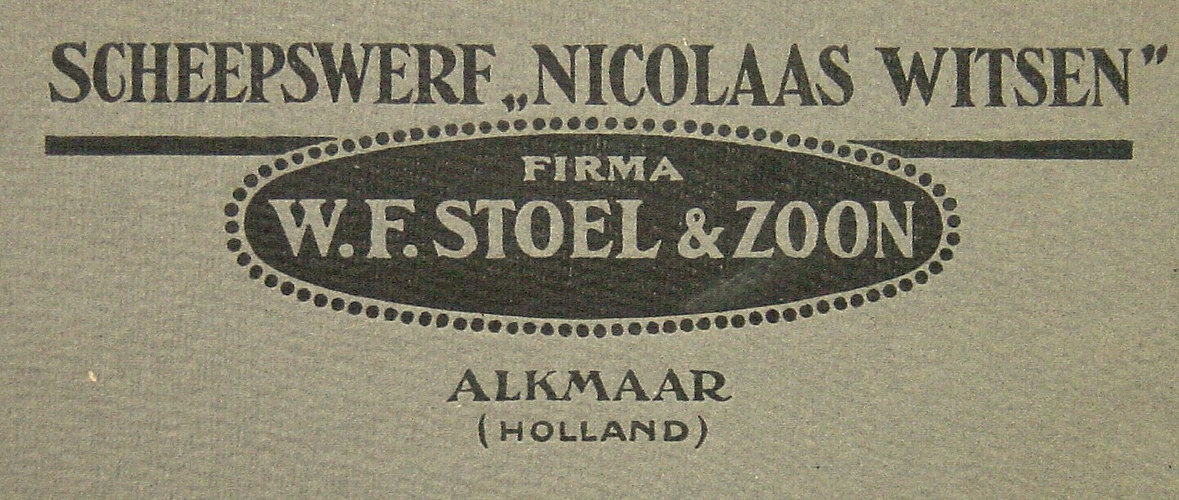 SCHEEPSWERF „NICOLAAS WITSEN”
FIRMA
W.F. STOEL & ZOON
ALKMAAR
(HOLLAND)